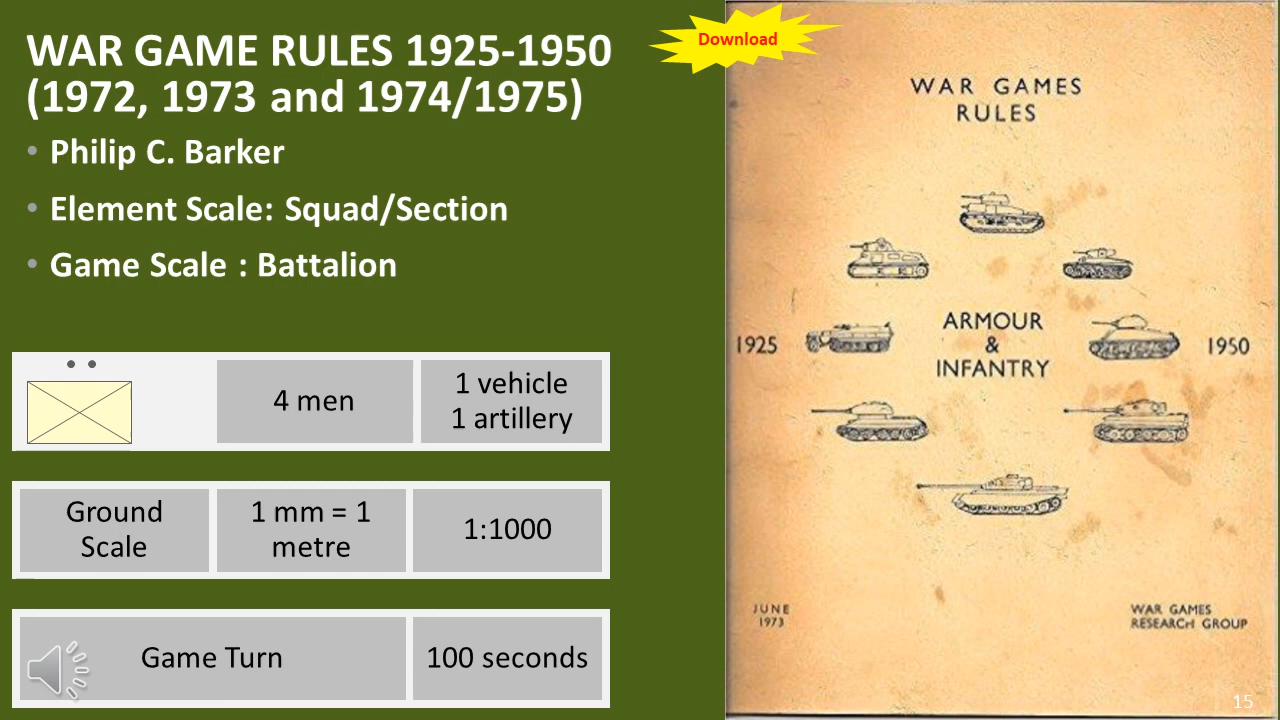 WAR GAME RULES 1925-1950
(1972, 1973 and 1974/1975)
• Philip C. Barker
• Element Scale: Squad/Section
• Game Scale : Battalion
4 men
1 vehicle
1 artillery
Ground
Scale
1 mm = 1
metre
1:1000
Game Turn
100 seconds
Download
WAR GAMES
RULES
ARMOUR
&
INFANTRY
1925
1950
JUNE
1973
WAR GAMES
RESEARCH GROUP
15